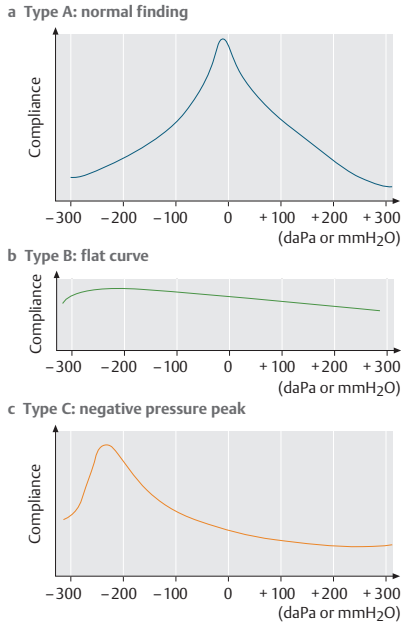 a Type A: normal finding
Compliance
−300 −200 −100 0 +100 +200 +300
(daPa or mmH2O)
b Type B: flat curve
Compliance
−300 −200 −100 0 +100 +200 +300
(daPa or mmH2O)
c Type C: negative pressure peak
Compliance
−300 −200 −100 0 +100 +200 +300
(daPa or mmH2O)